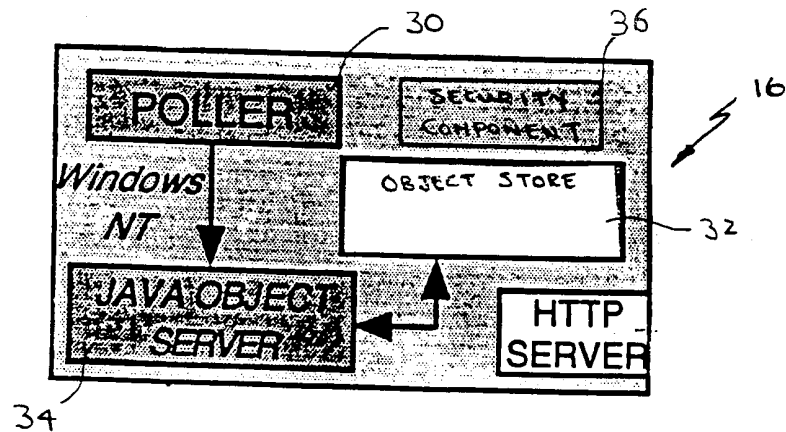 30
36
16
POLLER
SECURITY
COMPONENT
Windows
NT
OBJECT STORE
32
JAVA OBJECT
SERVER
HTTP
SERVER
34